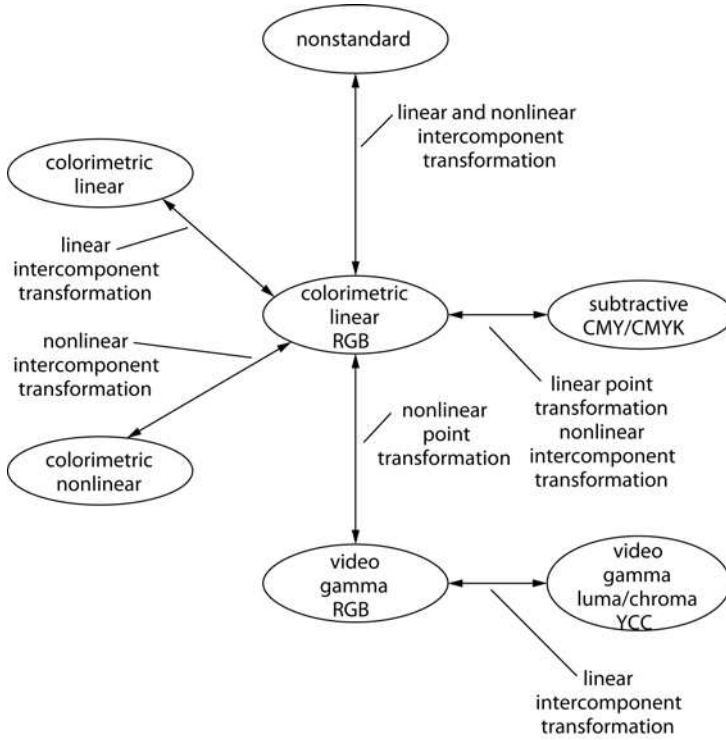 nonstandard
linear and nonlinear
intercomponent
transformation
colorimetric
linear
linear
intercomponent
transformation
colorimetric
linear
RGB
subtractive
CMY/CMYK
nonlinear
intercomponent
transformation
linear point
transformation
nonlinear
intercomponent
transformation
nonlinear
point
transformation
colorimetric
nonlinear
video
gamma
RGB
video
gamma
luma/chroma
YCC
linear
intercomponent
transformation